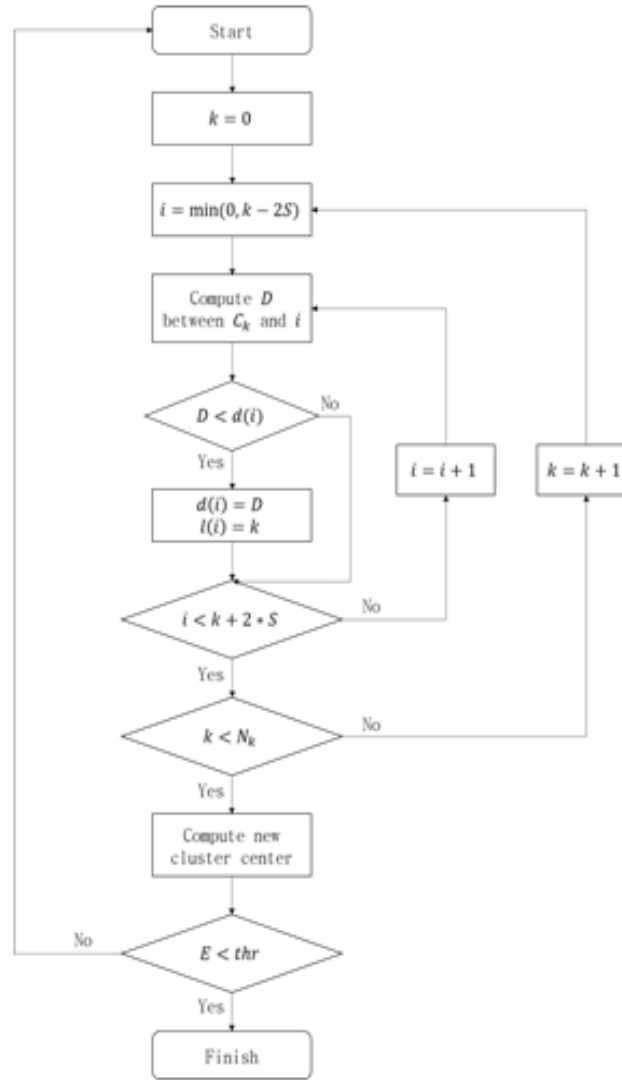 Start
k = 0
i = min(0, k − 2S)
Compute D
between C_k and i
D < d(i)
No
Yes
d(i) = D
l(i) = k
i = i + 1
k = k + 1
i < k + 2 * S
No
Yes
k < N_k
No
Yes
Compute new
cluster center
E < thr
No
Yes
Finish